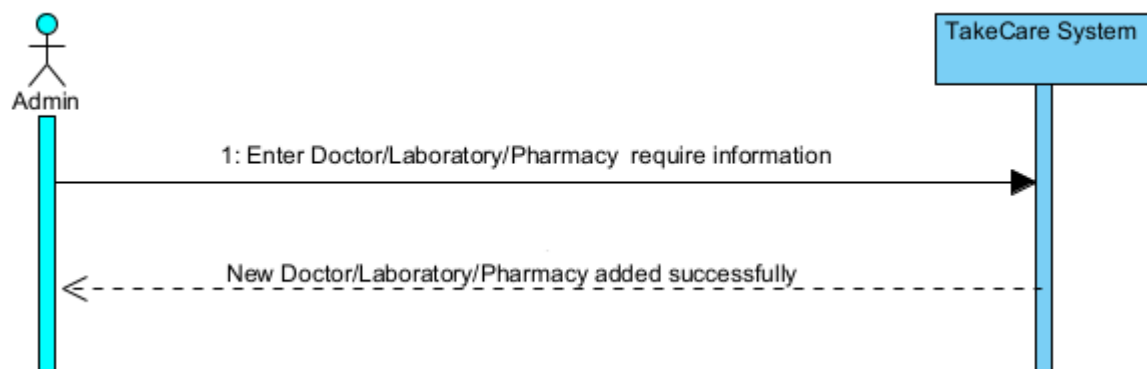 TakeCare System
Admin
1: Enter Doctor/Laboratory/Pharmacy  require information
New Doctor/Laboratory/Pharmacy added successfully